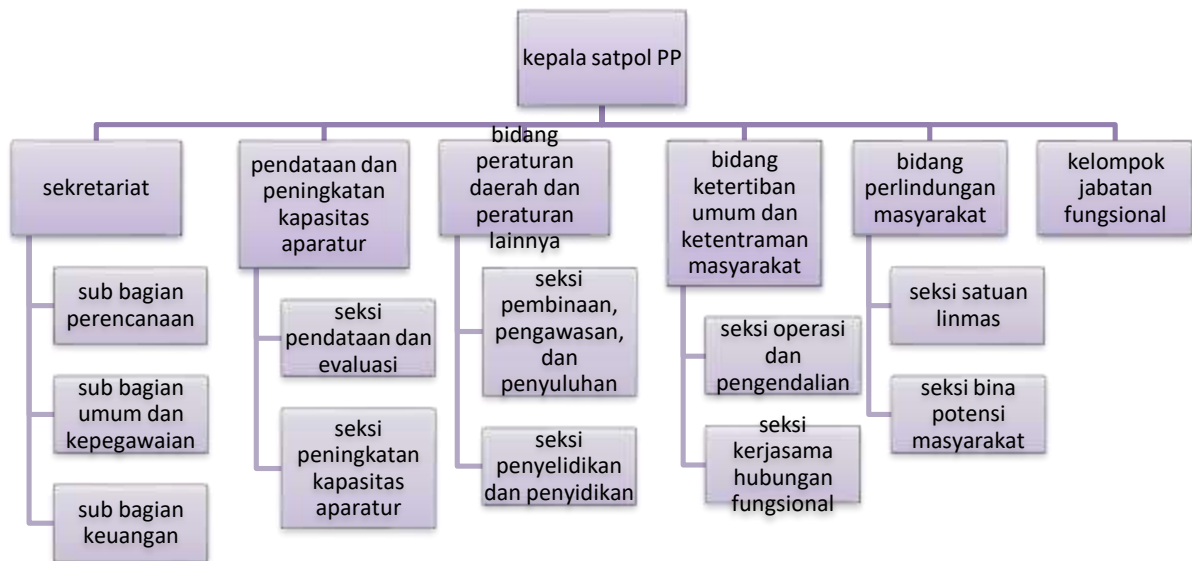 kepala satpol PP
sekretariat
sub bagian
perencanaan
sub bagian
umum dan
kepegawaian
sub bagian
keuangan
pendataan dan
peningkatan
kapasitas
aparatur
seksi
pendataan dan
evaluasi
seksi
peningkatan
kapasitas
aparatur
bidang
peraturan
daerah dan
peraturan
lainnya
seksi
pembinaan,
pengawasan,
dan
penyuluhan
seksi
penyelidikan
dan penyidikan
bidang
ketertiban
umum dan
ketentraman
masyarakat
seksi operasi
dan
pengendalian
seksi
kerjasama
hubungan
fungsional
bidang
perlindungan
masyarakat
seksi satuan
linmas
seksi bina
potensi
masyarakat
kelompok
jabatan
fungsional